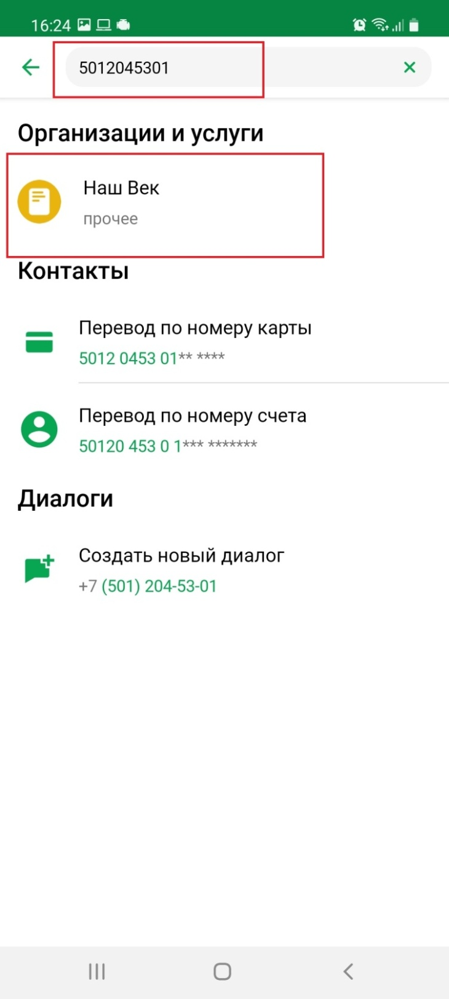 16:24
5012045301
Организации и услуги
Наш Век
прочее
Контакты
Перевод по номеру карты
5012 0453 01** ****
Перевод по номеру счета
50120 453 0 1*** *******
Диалоги
Создать новый диалог
+7 (501) 204-53-01